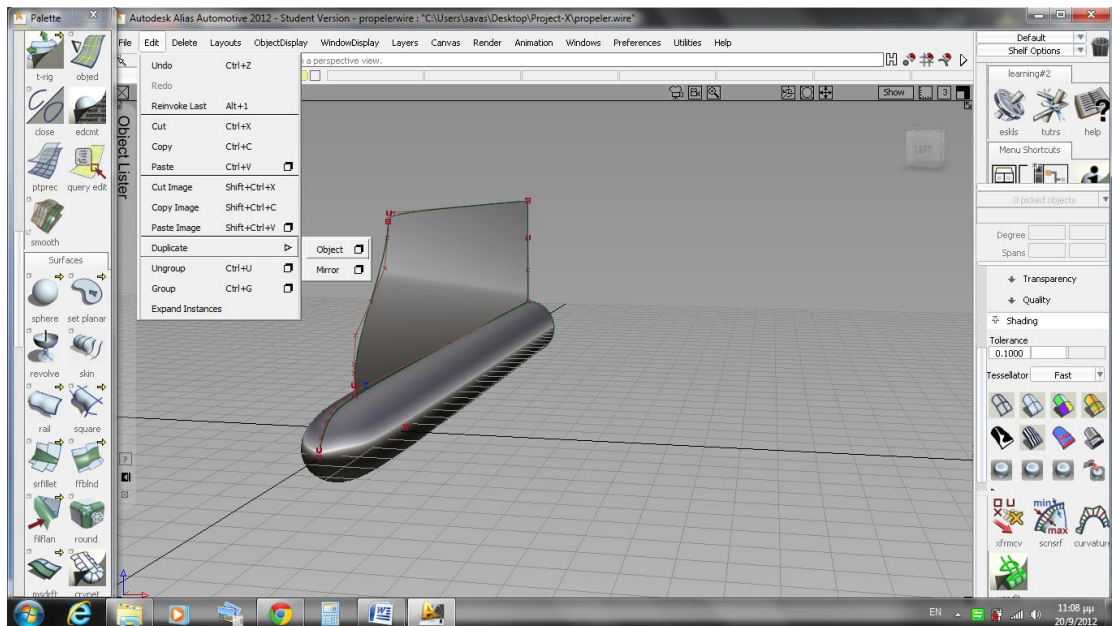 Palette
Autodesk Alias Automotive 2012 - Student Version - propelerwire : "C:\Users\savas\Desktop\Project-X\propeler.wire"
File Edit Delete Layouts ObjectDisplay WindowDisplay Layers Canvas Render Animation Windows Preferences Utilities Help
Default
Shelf Options
t-rig objed
close edcmt
ptprec query edit
smooth
Surfaces
sphere set planar
revolve skin
rail square
srfillet ffblnd
filflan round
msdrft crvnet
Object Lister
Undo Ctrl+Z
Redo
Reinvoke Last Alt+1
Cut Ctrl+X
Copy Ctrl+C
Paste Ctrl+V
Cut Image Shift+Ctrl+X
Copy Image Shift+Ctrl+C
Paste Image Shift+Ctrl+V
Duplicate
Ungroup Ctrl+U
Group Ctrl+G
Expand Instances
Object
Mirror
a perspective view.
Show 3
LEFT
learning#2
eskls tutrs help
Menu Shortcuts
0 picked objects
Degree
Spans
Transparency
Quality
Shading
Tolerance
0.1000
Tessellator Fast
min
max
xfrmcv scnsrf curvature
EN
11:08 μμ
20/9/2012